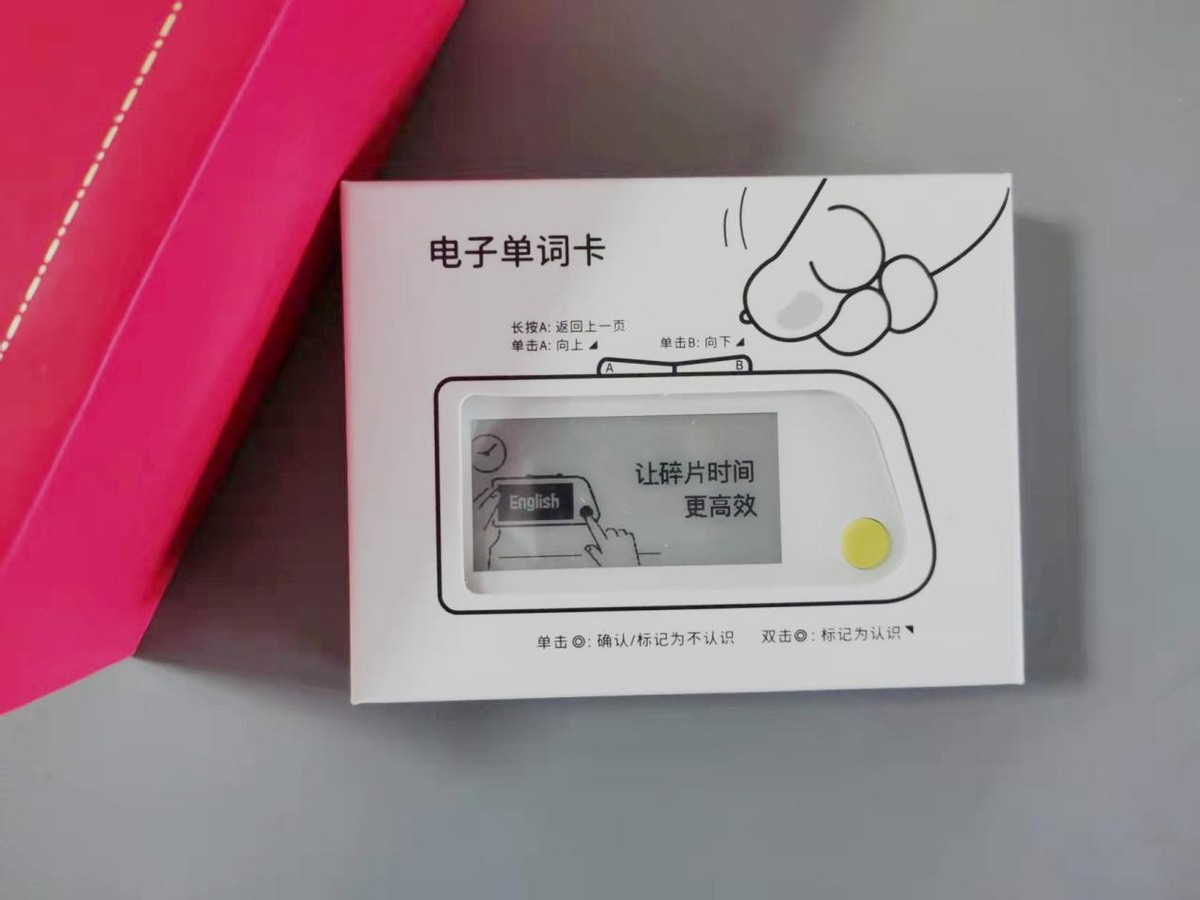 电子单词卡
长按A: 返回上一页
单击A: 向上 ◢
单击B: 向下 ◢
A
B
English
让碎片时间
更高效
单击◎: 确认/标记为不认识 双击◎: 标记为认识◥